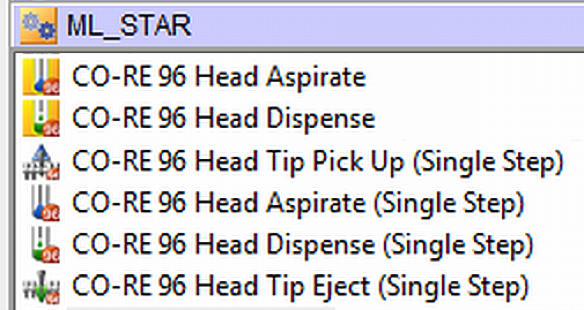 ML_STAR
CO-RE 96 Head Aspirate
CO-RE 96 Head Dispense
CO-RE 96 Head Tip Pick Up (Single Step)
CO-RE 96 Head Aspirate (Single Step)
CO-RE 96 Head Dispense (Single Step)
CO-RE 96 Head Tip Eject (Single Step)